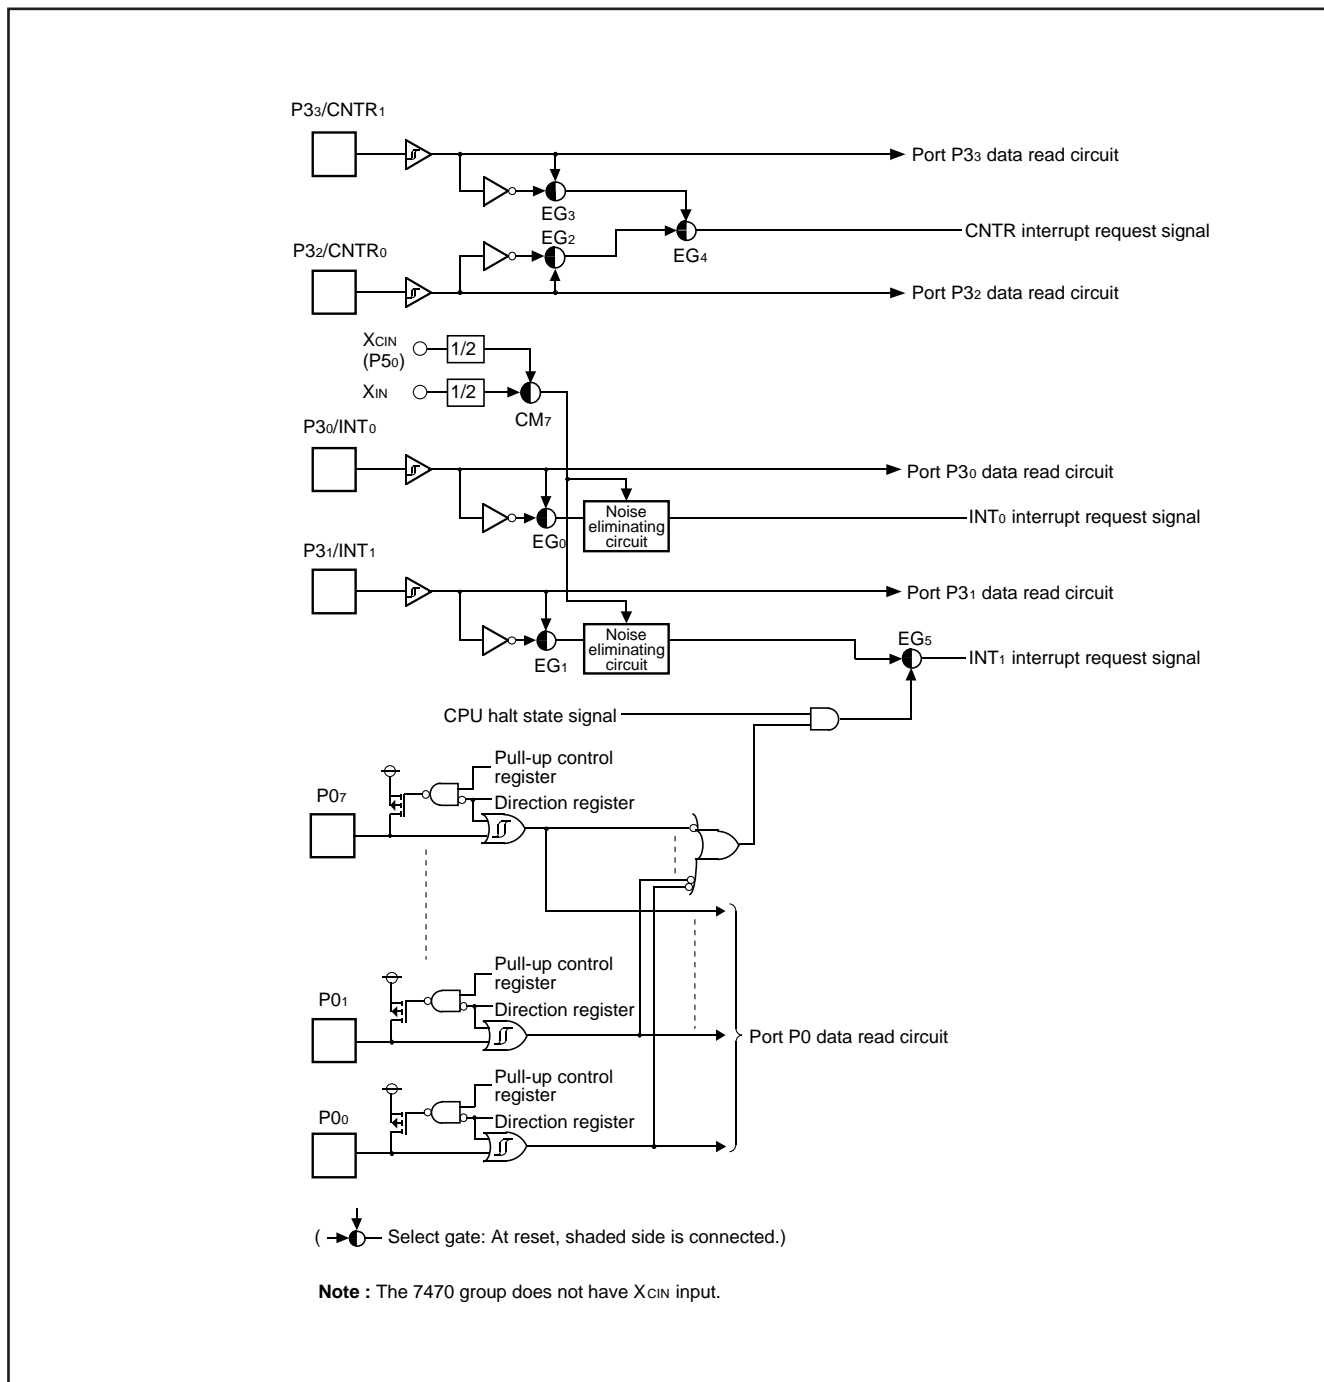 P33/CNTR1
Port P33 data read circuit
EG3
EG2
CNTR interrupt request signal
EG4
P32/CNTR0
Port P32 data read circuit
XCIN
(P50)
1/2
XIN
1/2
CM7
P30/INT0
Port P30 data read circuit
Noise
eliminating
circuit
INT0 interrupt request signal
EG0
P31/INT1
Port P31 data read circuit
Noise
eliminating
circuit
EG5
INT1 interrupt request signal
EG1
CPU halt state signal
Pull-up control
register
Direction register
P07
Pull-up control
register
Direction register
P01
Port P0 data read circuit
Pull-up control
register
Direction register
P00
( Select gate: At reset, shaded side is connected.)
Note : The 7470 group does not have XCIN input.